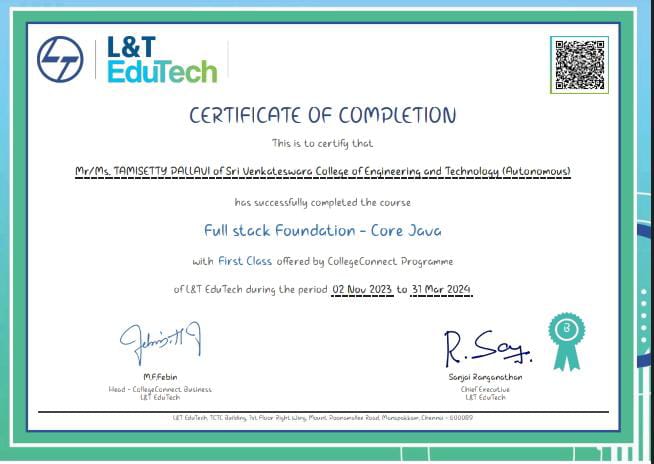 L&T
EduTech
CERTIFICATE OF COMPLETION
This is to certify that
Mr/Ms. TAMISETTY PALLAVI of Sri Venkateswara College of Engineering and Technology (Autonomous)
has successfully completed the course
Full stack Foundation - Core Java
with First Class offered by CollegeConnect Programme
of L&T EduTech during the period 02 Nov 2023 to 31 Mar 2024.
R. Say.
B
M.F.Febin
Sanjai Ranganathan
Head - CollegeConnect Business
Chief Executive
L&T EduTech
L&T EduTech
L&T EduTech, TCTC Building, 1st Floor Right Wing, Mount Poonamallee Road, Manapakkam, Chennai - 600089